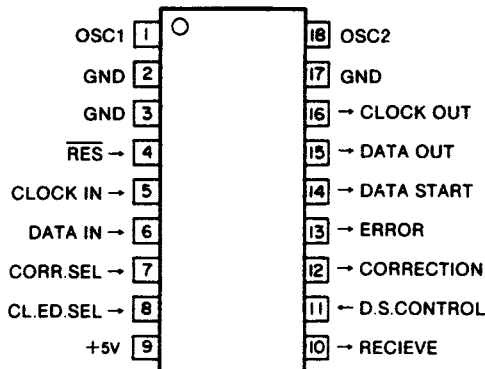 OSC1 1 18 OSC2
GND 2 17 GND
GND 3 16 → CLOCK OUT
R̅E̅S̅ → 4 15 → DATA OUT
CLOCK IN → 5 14 → DATA START
DATA IN → 6 13 → ERROR
CORR.SEL → 7 12 → CORRECTION
CL.ED.SEL → 8 11 ← D.S.CONTROL
+5V 9 10 → RECIEVE